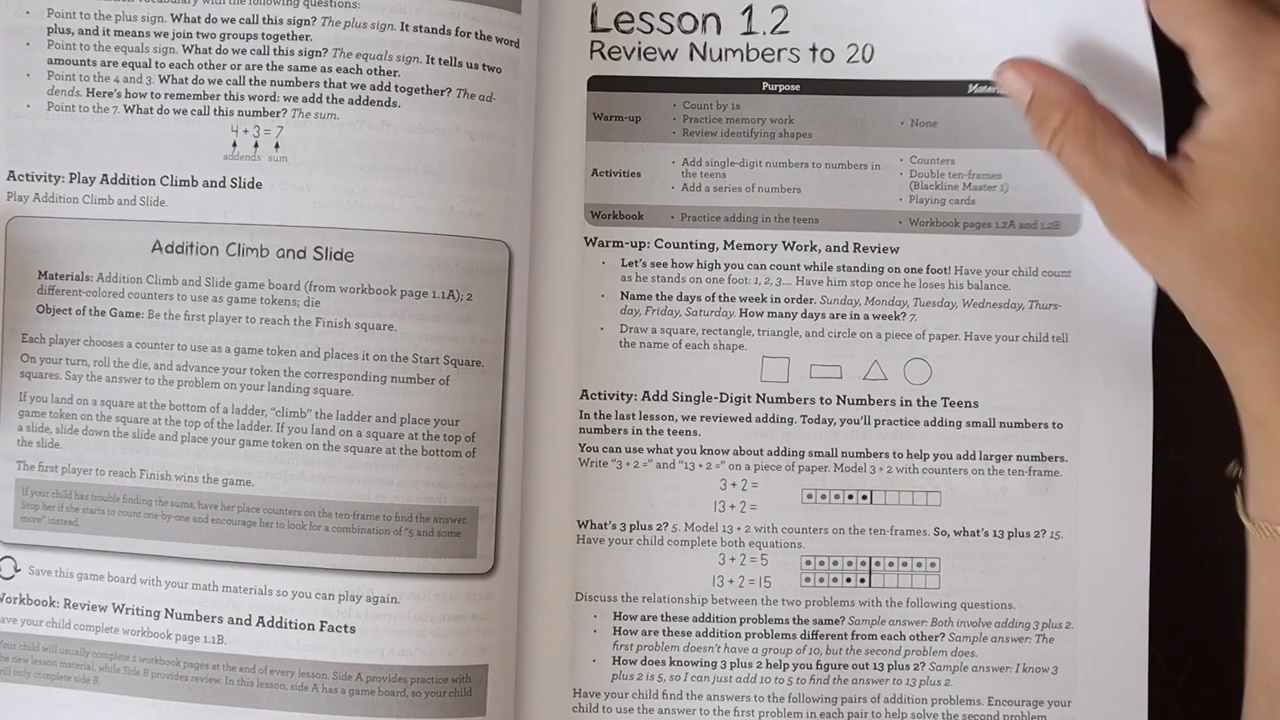 vocabulary with the following questions:
• Point to the plus sign. What do we call this sign? The plus sign. It stands for the word
plus, and it means we join two groups together.
• Point to the equals sign. What do we call this sign? The equals sign. It tells us two
amounts are equal to each other or are the same as each other.
• Point to the 4 and 3. What do we call the numbers that we add together? The ad-
dends. Here's how to remember this word: we add the addends.
• Point to the 7. What do we call this number? The sum.
4 + 3 = 7
addends sum
Activity: Play Addition Climb and Slide
Play Addition Climb and Slide.
Addition Climb and Slide
Materials: Addition Climb and Slide game board (from workbook page 1.1A); 2
different-colored counters to use as game tokens; die
Object of the Game: Be the first player to reach the Finish square.
Each player chooses a counter to use as a game token and places it on the Start Square.
On your turn, roll the die, and advance your token the corresponding number of
squares. Say the answer to the problem on your landing square.
If you land on a square at the bottom of a ladder, "climb" the ladder and place your
game token on the square at the top of the ladder. If you land on a square at the top of
a slide, slide down the slide and place your game token on the square at the bottom of
the slide.
The first player to reach Finish wins the game.
If your child has trouble finding the sums, have her place counters on the ten-frame to find the answer.
Stop her if she starts to count one-by-one and encourage her to look for a combination of "5 and some
more" instead.
Save this game board with your math materials so you can play again.
Workbook: Review Writing Numbers and Addition Facts
Have your child complete workbook page 1.1B.
Your child will usually complete 2 workbook pages at the end of every lesson. Side A provides practice with
the new lesson material, while Side B provides review. In this lesson, side A has a game board, so your child
will only complete side B.
Lesson 1.2
Review Numbers to 20
Purpose
Warm-up
• Count by 1s
• Practice memory work
• Review identifying shapes
• None
Activities
• Add single-digit numbers to numbers in
the teens
• Add a series of numbers
• Counters
• Double ten-frames
(Blackline Master 1)
• Playing cards
Workbook
• Practice adding in the teens
• Workbook pages 1.2A and 1.2B
Warm-up: Counting, Memory Work, and Review
• Let's see how high you can count while standing on one foot! Have your child count
as he stands on one foot: 1, 2, 3.... Have him stop once he loses his balance.
• Name the days of the week in order. Sunday, Monday, Tuesday, Wednesday, Thurs-
day, Friday, Saturday. How many days are in a week? 7.
• Draw a square, rectangle, triangle, and circle on a piece of paper. Have your child tell
the name of each shape.
Activity: Add Single-Digit Numbers to Numbers in the Teens
In the last lesson, we reviewed adding. Today, you'll practice adding small numbers to
numbers in the teens.
You can use what you know about adding small numbers to help you add larger numbers.
Write "3 + 2 =" and "13 + 2 =" on a piece of paper. Model 3 + 2 with counters on the ten-frame.
3 + 2 =
13 + 2 =
What's 3 plus 2? 5. Model 13 + 2 with counters on the ten-frames. So, what's 13 plus 2? 15.
Have your child complete both equations.
3 + 2 = 5
13 + 2 = 15
Discuss the relationship between the two problems with the following questions.
• How are these addition problems the same? Sample answer: Both involve adding 3 plus 2.
• How are these addition problems different from each other? Sample answer: The
first problem doesn't have a group of 10, but the second problem does.
• How does knowing 3 plus 2 help you figure out 13 plus 2? Sample answer: I know 3
plus 2 is 5, so I can just add 10 to 5 to find the answer to 13 plus 2.
Have your child find the answers to the following pairs of addition problems. Encourage your
child to use the answer to the first problem in each pair to help solve the second problem